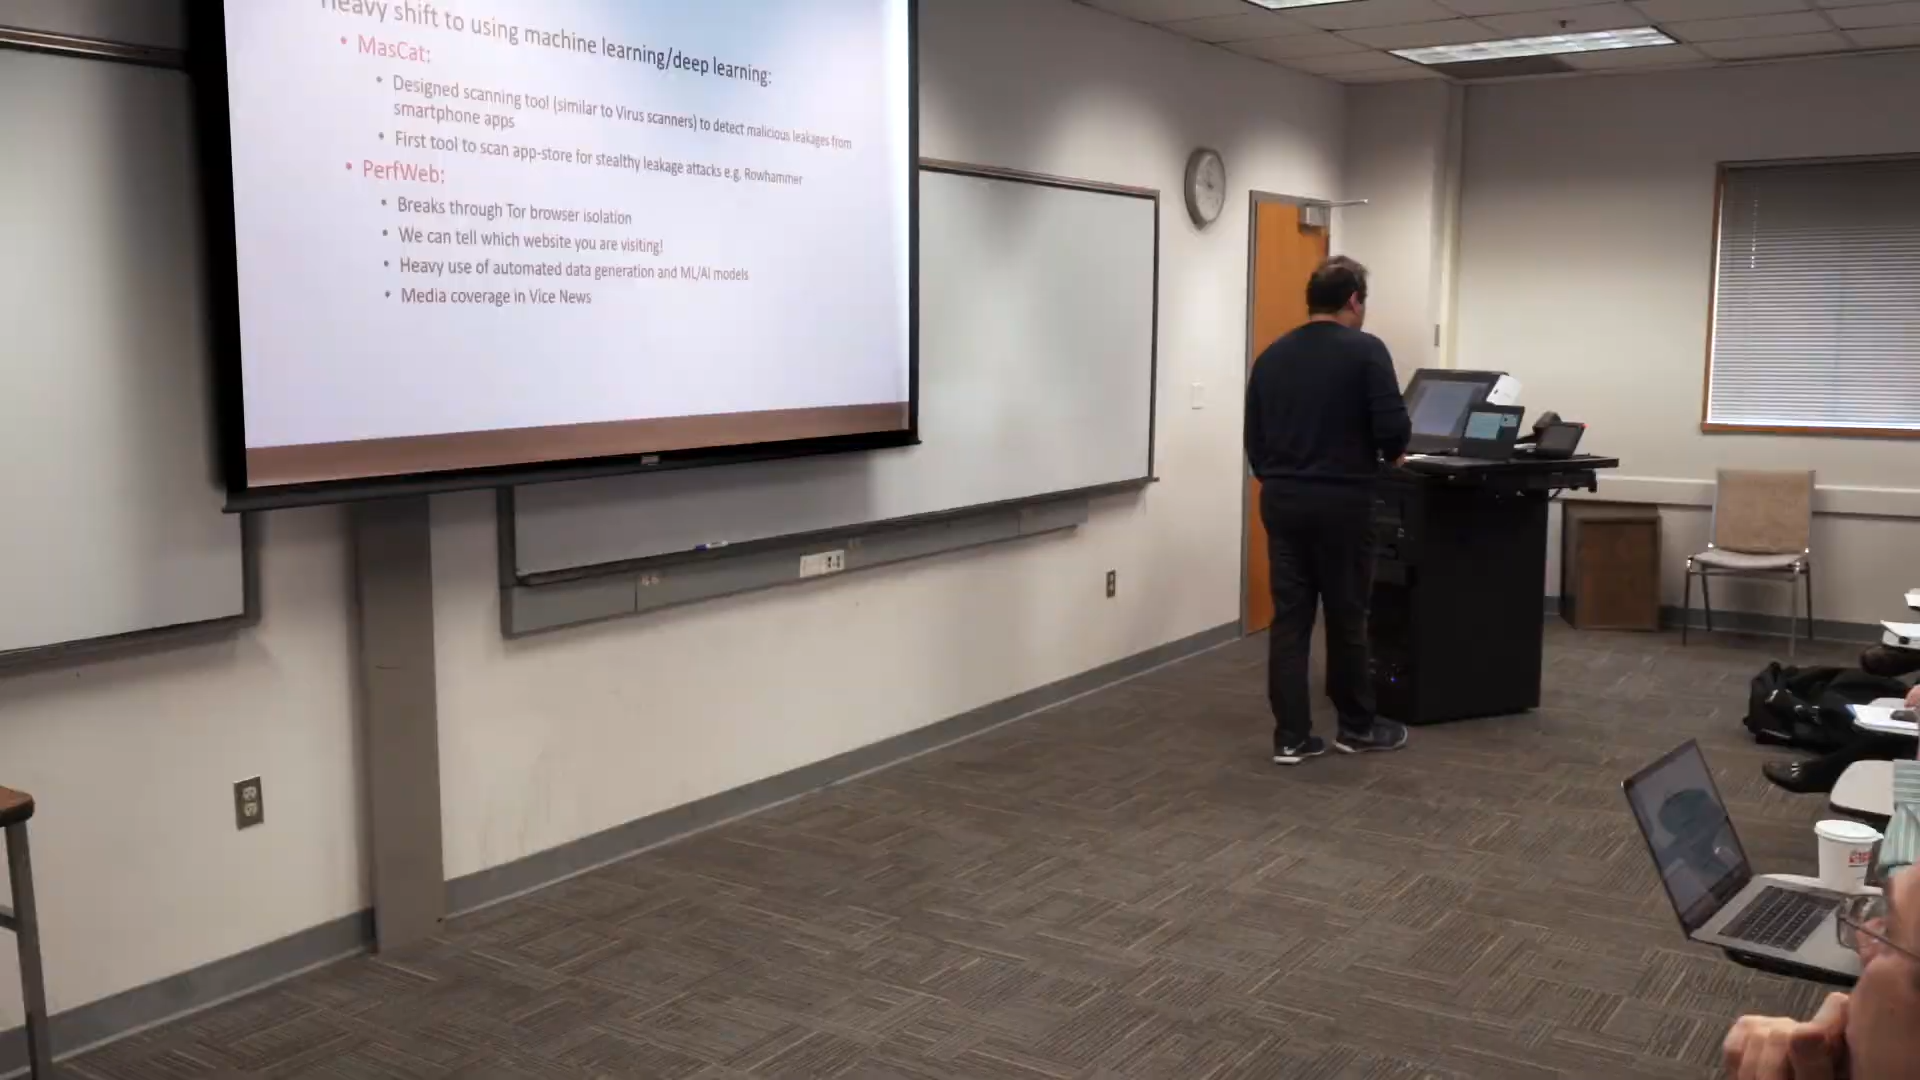 Heavy shift to using machine learning/deep learning:
• MasCat:
• Designed scanning tool (similar to Virus scanners) to detect malicious leakages from
smartphone apps
• First tool to scan app-store for stealthy leakage attacks e.g. Rowhammer
• PerfWeb:
• Breaks through Tor browser isolation
• We can tell which website you are visiting!
• Heavy use of automated data generation and ML/AI models
• Media coverage in Vice News